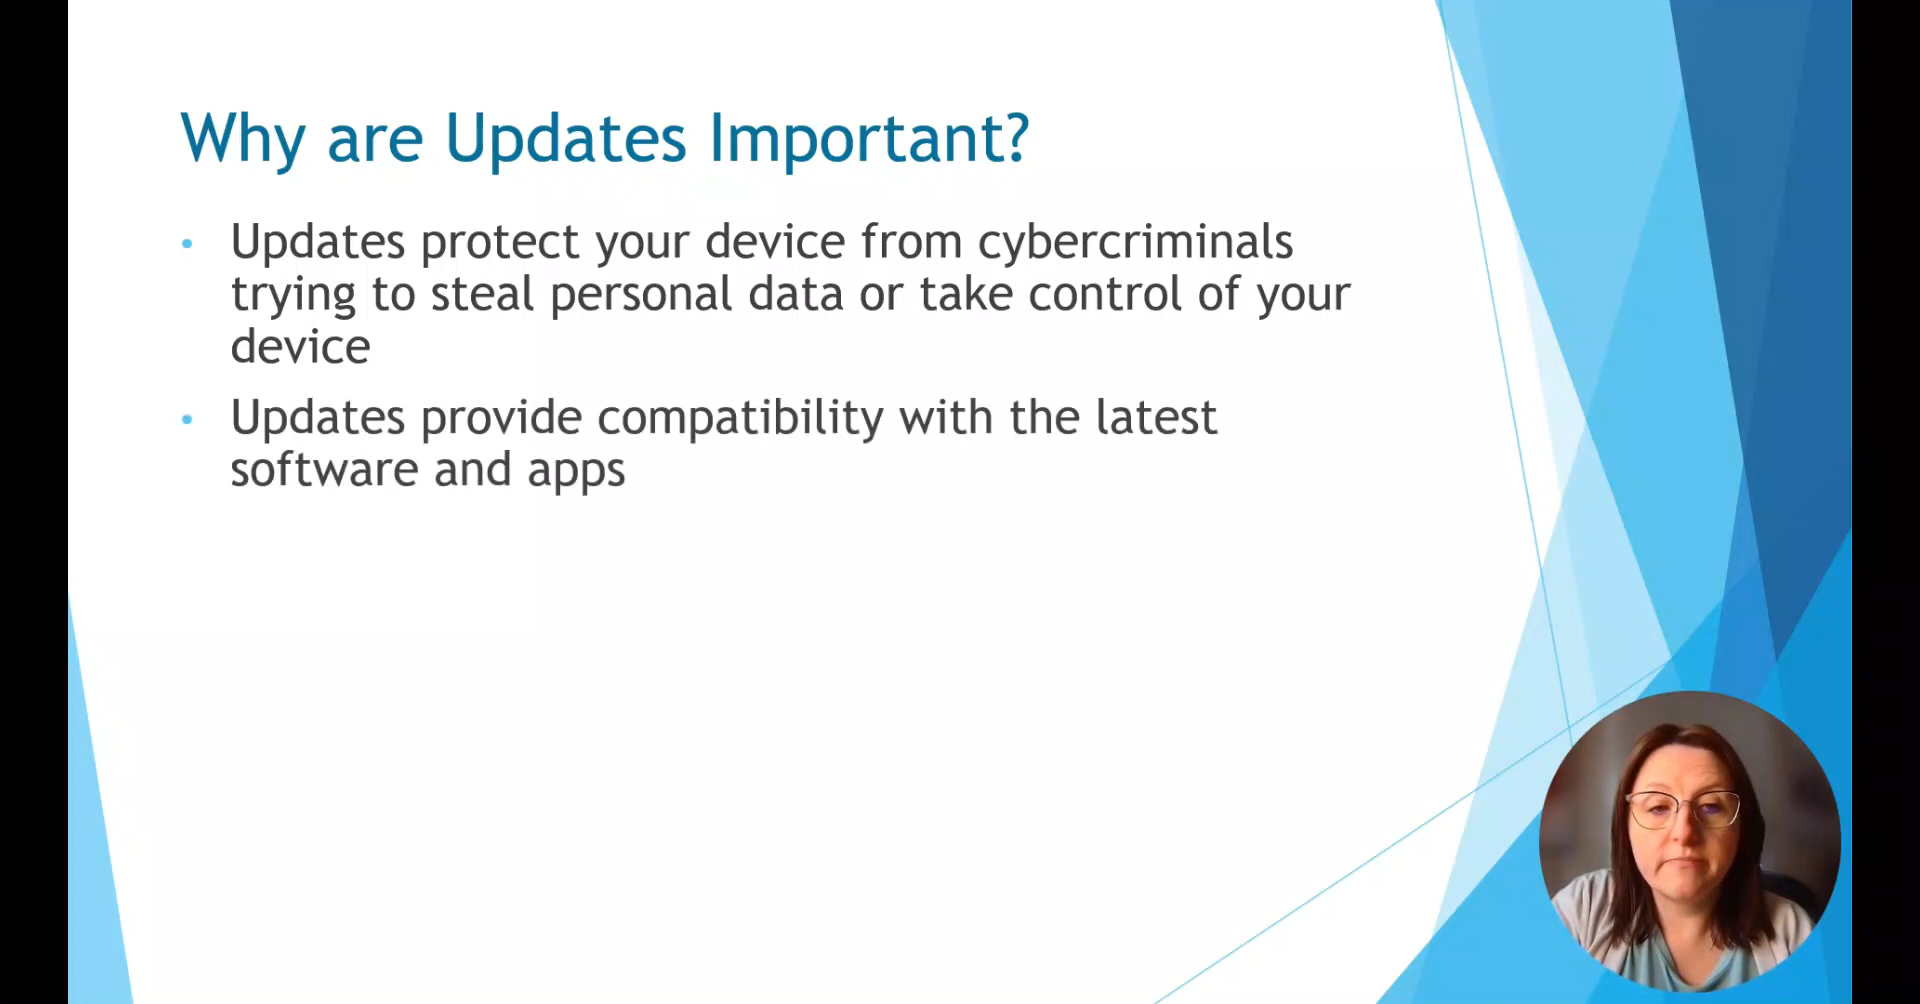 Why are Updates Important?
• Updates protect your device from cybercriminals
trying to steal personal data or take control of your
device
• Updates provide compatibility with the latest
software and apps